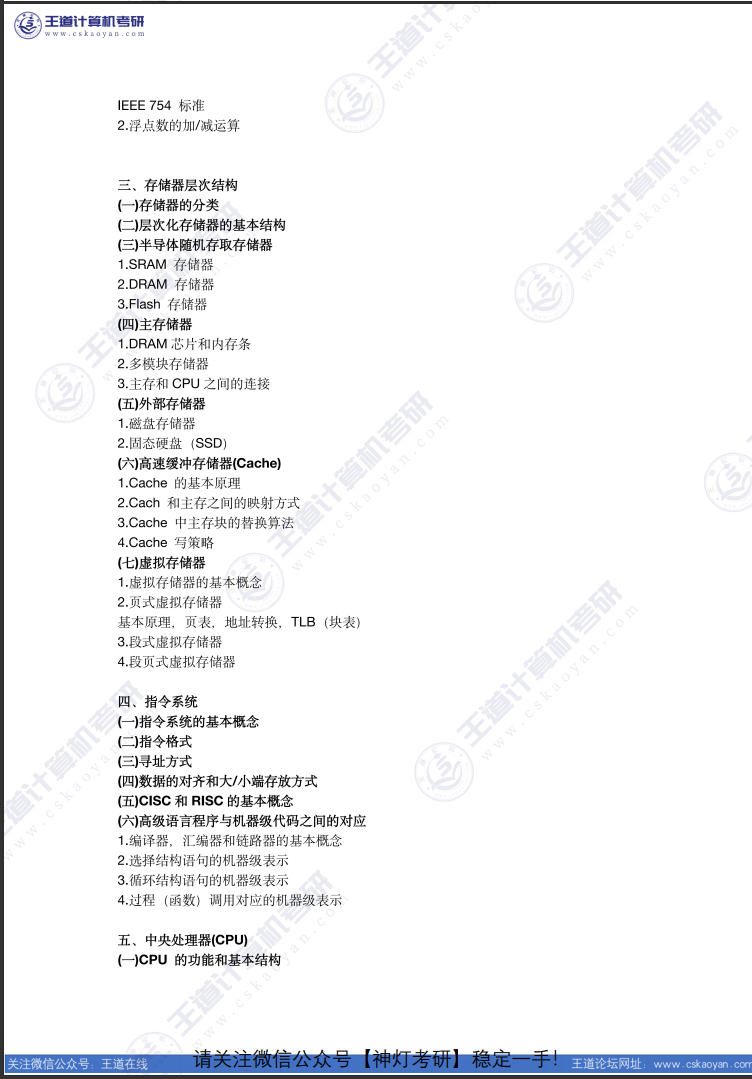 王道计算机考研
www.cskaoyan.com
IEEE 754 标准
2.浮点数的加/减运算
三、存储器层次结构
(一)存储器的分类
(二)层次化存储器的基本结构
(三)半导体随机存取存储器
1.SRAM 存储器
2.DRAM 存储器
3.Flash 存储器
(四)主存储器
1.DRAM 芯片和内存条
2.多模块存储器
3.主存和 CPU 之间的连接
(五)外部存储器
1.磁盘存储器
2.固态硬盘（SSD）
(六)高速缓冲存储器(Cache)
1.Cache 的基本原理
2.Cach 和主存之间的映射方式
3.Cache 中主存块的替换算法
4.Cache 写策略
(七)虚拟存储器
1.虚拟存储器的基本概念
2.页式虚拟存储器
基本原理，页表，地址转换，TLB（块表）
3.段式虚拟存储器
4.段页式虚拟存储器
四、指令系统
(一)指令系统的基本概念
(二)指令格式
(三)寻址方式
(四)数据的对齐和大/小端存放方式
(五)CISC 和 RISC 的基本概念
(六)高级语言程序与机器级代码之间的对应
1.编译器，汇编器和链路器的基本概念
2.选择结构语句的机器级表示
3.循环结构语句的机器级表示
4.过程（函数）调用对应的机器级表示
五、中央处理器(CPU)
(一)CPU 的功能和基本结构
关注微信公众号：王道在线
请关注微信公众号【神灯考研】稳定一手！
王道论坛网址：www.cskaoyan.com